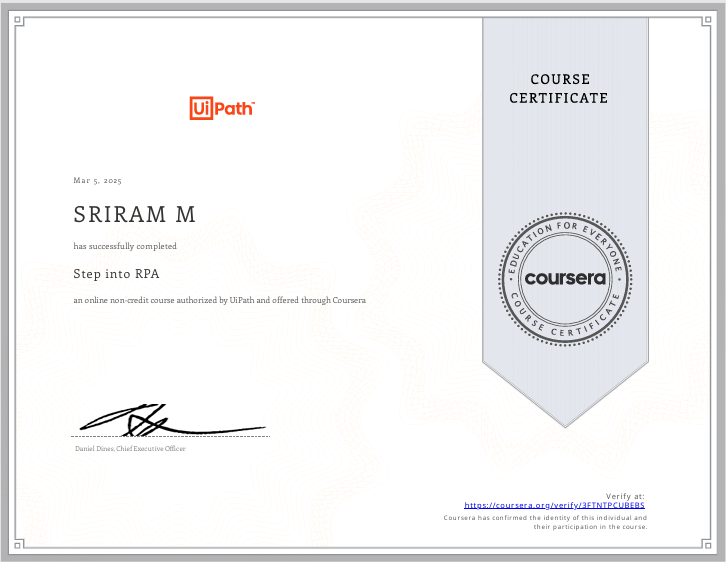 UiPath™
COURSE
CERTIFICATE
Mar 5, 2025
SRIRAM M
has successfully completed
Step into RPA
an online non-credit course authorized by UiPath and offered through Coursera
EDUCATION FOR EVERYONE
coursera
COURSE CERTIFICATE
Daniel Dines, Chief Executive Officer
Verify at:
https://coursera.org/verify/3FTNTPCUBEBS
Coursera has confirmed the identity of this individual and
their participation in the course.